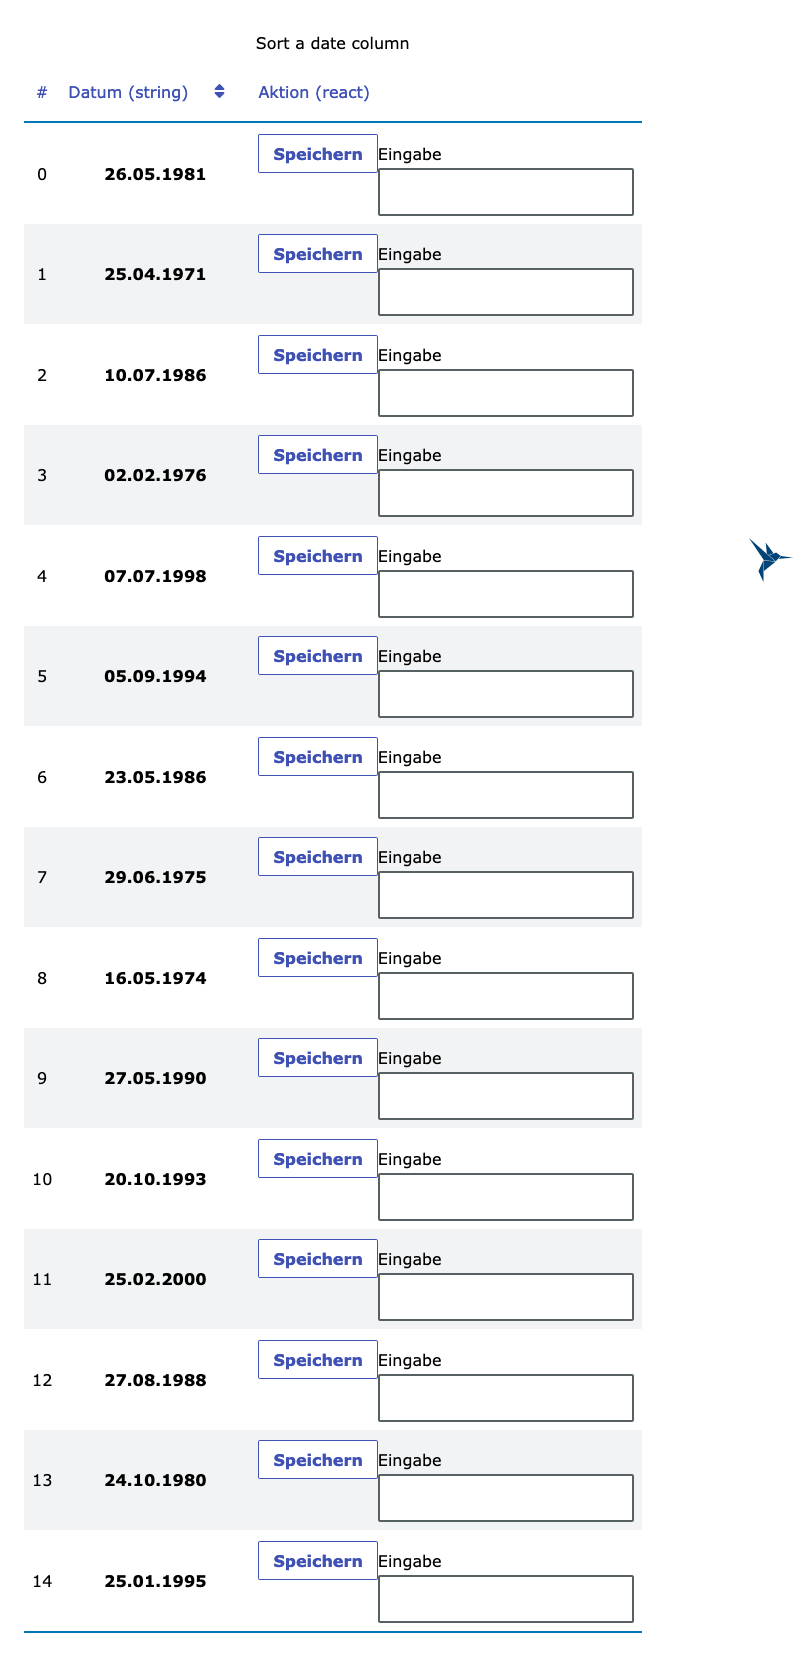 Sort a date column
# Datum (string) Aktion (react)
Speichern Eingabe
0 26.05.1981
Speichern Eingabe
1 25.04.1971
Speichern Eingabe
2 10.07.1986
Speichern Eingabe
3 02.02.1976
Speichern Eingabe
4 07.07.1998
Speichern Eingabe
5 05.09.1994
Speichern Eingabe
6 23.05.1986
Speichern Eingabe
7 29.06.1975
Speichern Eingabe
8 16.05.1974
Speichern Eingabe
9 27.05.1990
Speichern Eingabe
10 20.10.1993
Speichern Eingabe
11 25.02.2000
Speichern Eingabe
12 27.08.1988
Speichern Eingabe
13 24.10.1980
Speichern Eingabe
14 25.01.1995